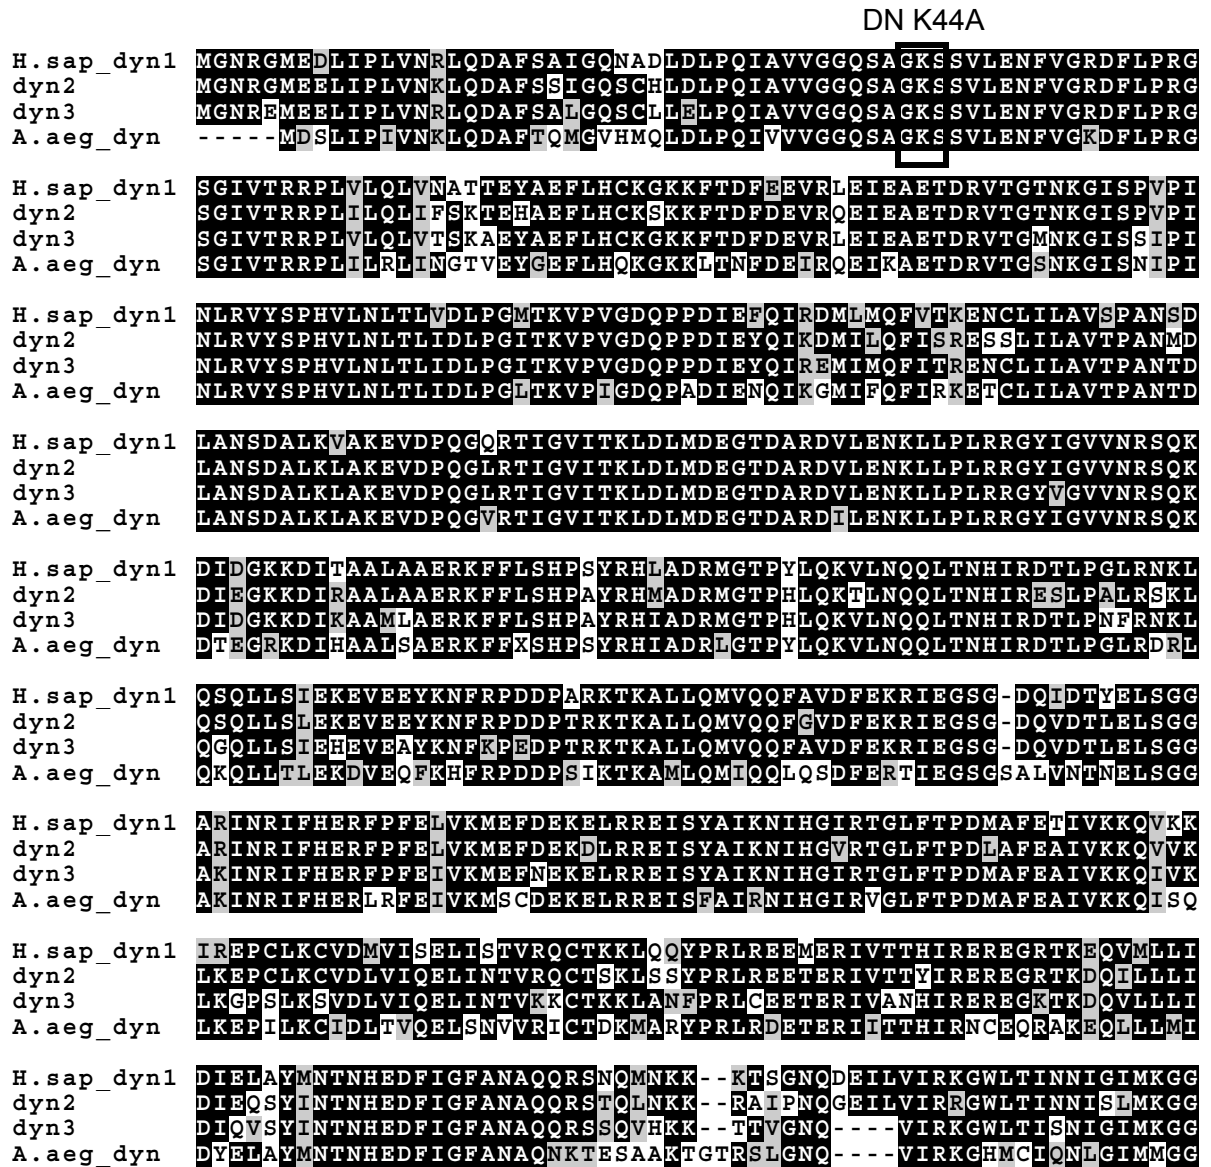 DN K44A
H.sap_dyn1 MGNRGMEDLIPLVNRLQDAFSAIGQNADLDLPQIAVVGGQSAGKSSVLENFVGRDFLPRG
dyn2 MGNRGMEELIPLVNKLQDAFSSIGQSCHLDLPQIAVVGGQSAGKSSVLENFVGRDFLPRG
dyn3 MGNREMEELIPLVNRLQDAFSALGQSCLLELPQIAVVGGQSAGKSSVLENFVGRDFLPRG
A.aeg_dyn -----MDSLIPIVNKLQDAFTQMGVHMQLDLPQIVVVGGQSAGKSSVLENFVGKDFLPRG
H.sap_dyn1 SGIVTRRPLVLQLVNATTEYAEFLHCKGKKFTDFEEVRLEIEAETDRVTGTNKGISPVPI
dyn2 SGIVTRRPLILQLIFSKTEHAEFLHCKSKKFTDFDEVRQEIEAETDRVTGTNKGISPVPI
dyn3 SGIVTRRPLVLQLVTSKAEYAEFLHCKGKKFTDFDEVRLEIEAETDRVTGMNKGISSIPI
A.aeg_dyn SGIVTRRPLILRLINGTVEYGEFLHQKGKKLTNFDEIRQEIKAETDRVTGSNKGISNIPI
H.sap_dyn1 NLRVYSPHVLNLTLVDLPGMTKVPVGDQPPDIEFQIRDMLMQFVTKENCLILAVSPANSD
dyn2 NLRVYSPHVLNLTLIDLPGITKVPVGDQPPDIEYQIKDMILQFISRESSLILAVTPANMD
dyn3 NLRVYSPHVLNLTLIDLPGITKVPVGDQPPDIEYQIREMIMQFITRENCLILAVTPANTD
A.aeg_dyn NLRVYSPHVLNLTLIDLPGLTKVPIGDQPADIENQIKGMIFQFIRKETCLILAVTPANTD
H.sap_dyn1 LANSDALKVAKEVDPQGQRTIGVITKLDLMDEGTDARDVLENKLLPLRRGYIGVVNRSQK
dyn2 LANSDALKLAKEVDPQGLRTIGVITKLDLMDEGTDARDVLENKLLPLRRGYIGVVNRSQK
dyn3 LANSDALKLAKEVDPQGLRTIGVITKLDLMDEGTDARDVLENKLLPLRRGYVGVVNRSQK
A.aeg_dyn LANSDALKLAKEVDPQGVRTIGVITKLDLMDEGTDARDILENKLLPLRRGYIGVVNRSQK
H.sap_dyn1 DIDGKKDITAALAAERKFFLSHPSYRHLADRMGTPYLQKVLNQQLTNHIRDTLPGLRNKL
dyn2 DIEGKKDIRAALAAERKFFLSHPAYRHMADRMGTPHLQKTLNQQLTNHIRESLPALRSKL
dyn3 DIDGKKDIKAAMLAERKFFLSHPAYRHIADRMGTPHLQKVLNQQLTNHIRDTLPNFRNKL
A.aeg_dyn DTEGRKDIHAALSAERKFFXSHPSYRHIADRLGTPYLQKVLNQQLTNHIRDTLPGLRDRL
H.sap_dyn1 QSQLLSIEKEVEEYKNFRPDDPARKTKALLQMVQQFAVDFEKRIEGSG-DQIDTYELSGG
dyn2 QSQLLSLEKEVEEYKNFRPDDPTRKTKALLQMVQQFGVDFEKRIEGSG-DQVDTLELSGG
dyn3 QGQLLSIEHEVEAYKNFKPEDPTRKTKALLQMVQQFAVDFEKRIEGSG-DQVDTLELSGG
A.aeg_dyn QKQLLTLEKDVEQFKHFRPDDPSIKTKAMLQMIQQLQSDFERTIEGSGSALVNTNELSGG
H.sap_dyn1 ARINRIFHERFPFELVKMEFDEKELRREISYAIKNIHGIRTGLFTPDMAFETIVKKQVKK
dyn2 ARINRIFHERFPFELVKMEFDEKDLRREISYAIKNIHGVRTGLFTPDLAFEAIVKKQVVK
dyn3 AKINRIFHERFPFEIVKMEFNEKELRREISYAIKNIHGIRTGLFTPDMAFEAIVKKQIVK
A.aeg_dyn AKINRIFHERLRFEIVKMSCDEKELRREISFAIRNIHGIRVGLFTPDMAFEAIVKKQISQ
H.sap_dyn1 IREPCLKCVDMVISELISTVRQCTKKLQQYPRLREEMERIVTTHIREREGRTKEQVMLLI
dyn2 LKEPCLKCVDLVIQELINTVRQCTSKLSSYPRLREETERIVTTYIREREGRTKDQILLLI
dyn3 LKGPSLKSVDLVIQELINTVKKCTKKLANFPRLCEETERIVANHIREREGKTKDQVLLLI
A.aeg_dyn LKEPILKCIDLTVQELSNVVRICTDKMARYPRLRDETERIITTHIRNCEQRAKEQLLLMI
H.sap_dyn1 DIELAYMNTNHEDFIGFANAQQRSNQMNKK--KTSGNQDEILVIRKGWLTINNIGIMKGG
dyn2 DIEQSYINTNHEDFIGFANAQQRSTQLNKK--RAIPNQGEILVIRRGWLTINNISLMKGG
dyn3 DIQVSYINTNHEDFIGFANAQQRSSQVHKK--TTVGNQ----VIRKGWLTISNIGIMKGG
A.aeg_dyn DYELAYMNTNHEDFIGFANAQNKTESAAKTGTRSLGNQ----VIRKGHMCIQNLGIMMGG